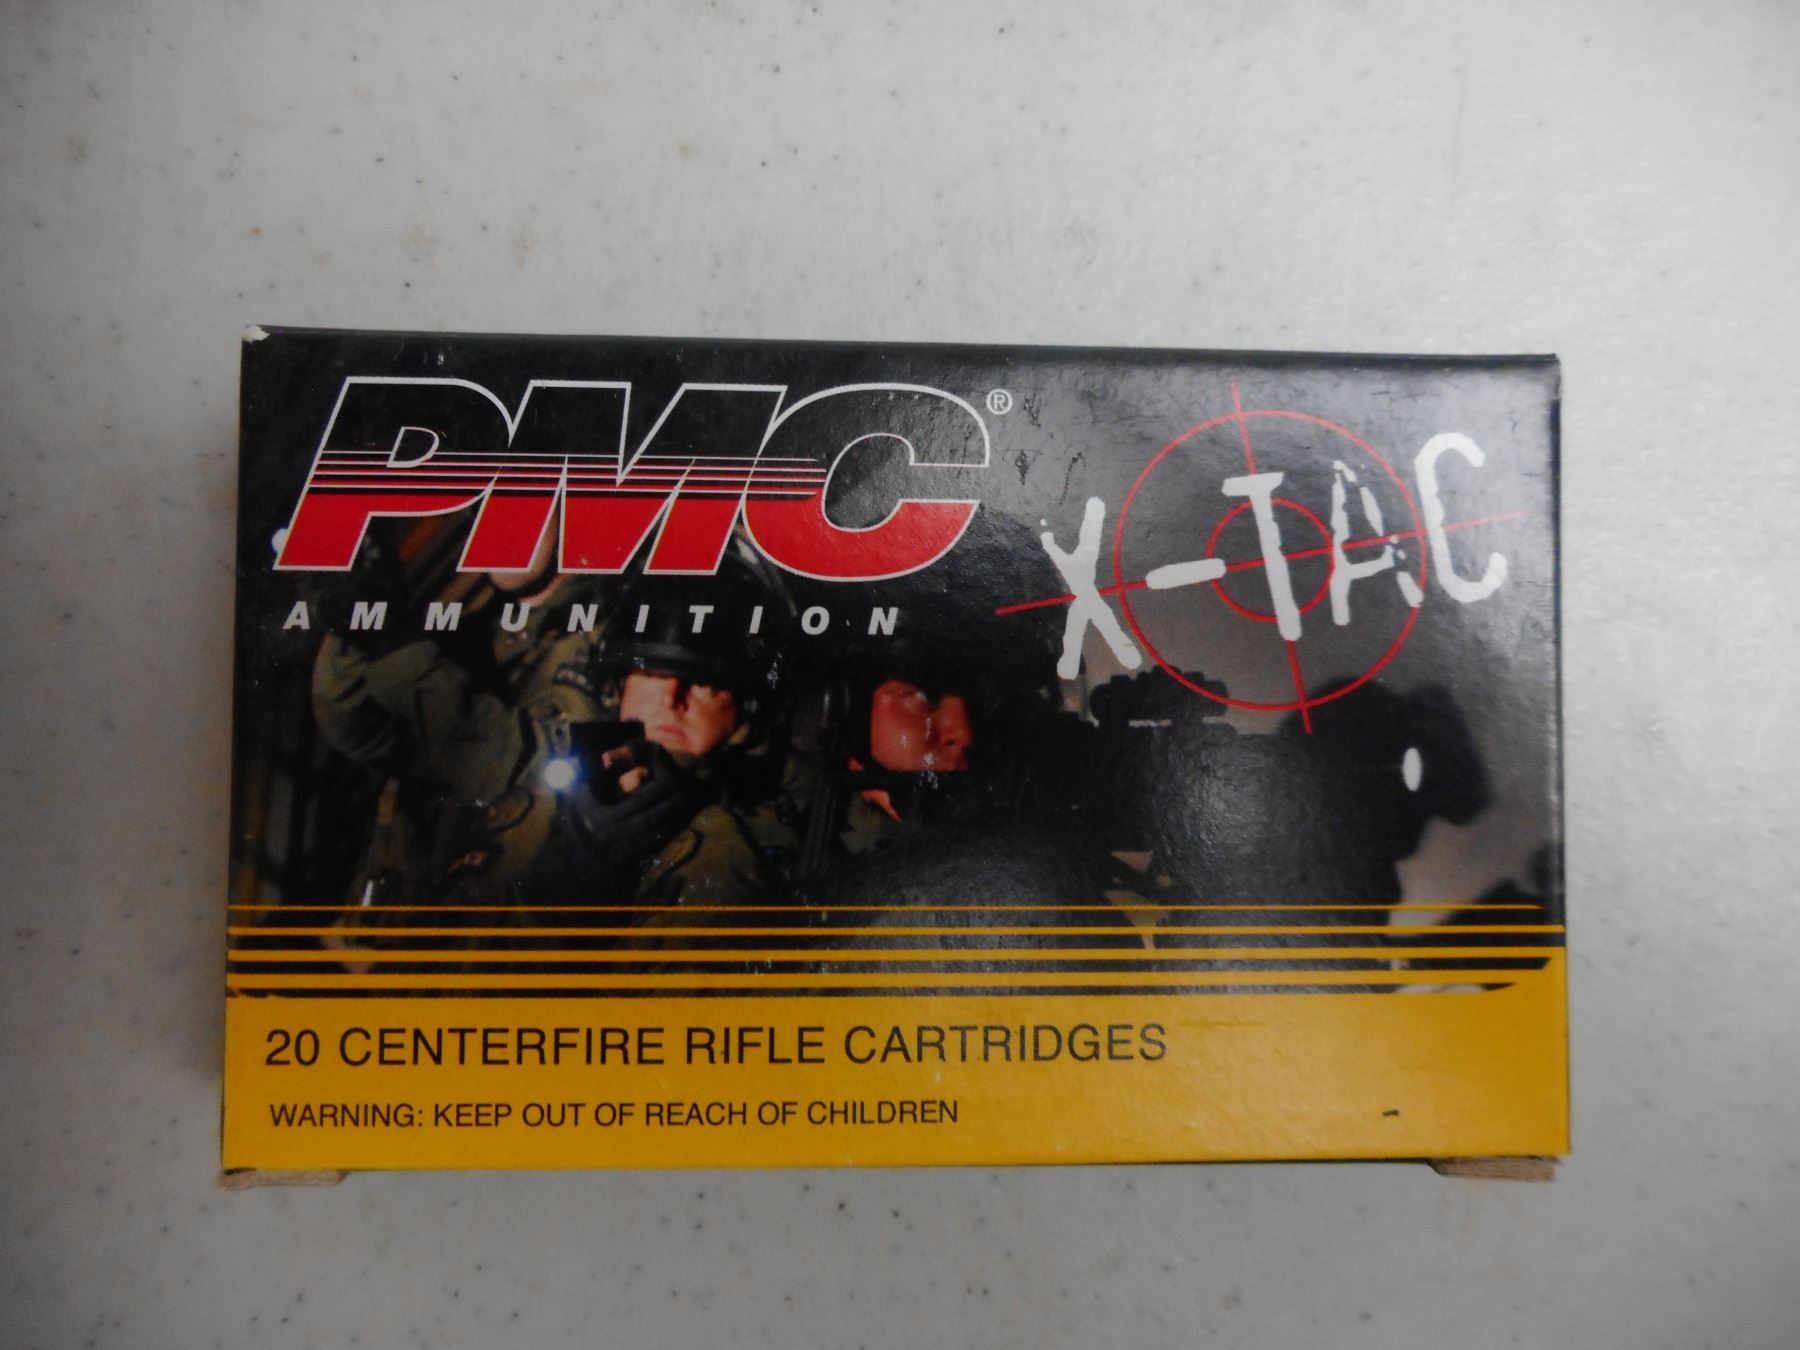 PMC®
X-TAC
AMMUNITION
20 CENTERFIRE RIFLE CARTRIDGES
WARNING: KEEP OUT OF REACH OF CHILDREN